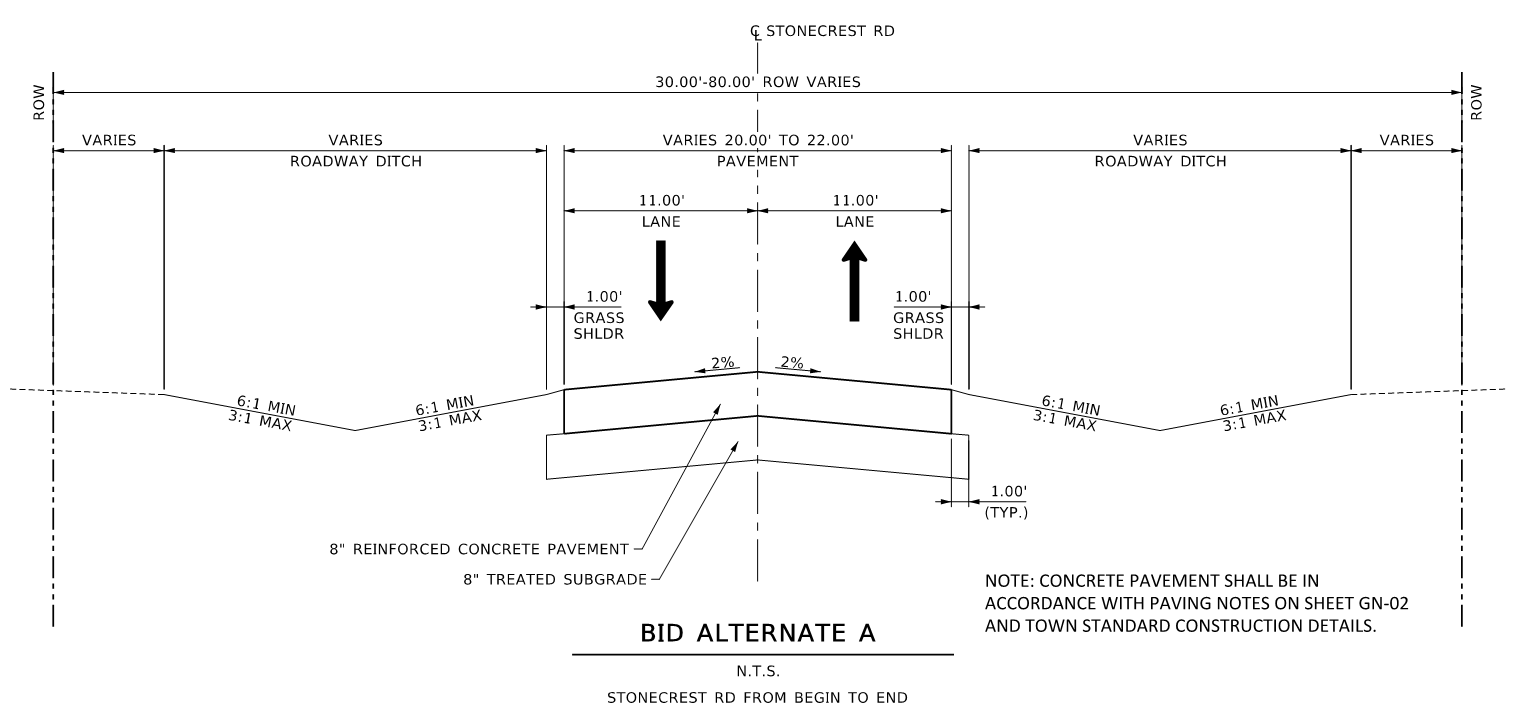 ℄ STONECREST RD
30.00'-80.00' ROW VARIES
ROW
ROW
VARIES
VARIES
ROADWAY DITCH
VARIES 20.00' TO 22.00'
PAVEMENT
VARIES
ROADWAY DITCH
VARIES
11.00'
LANE
11.00'
LANE
1.00'
GRASS
SHLDR
1.00'
GRASS
SHLDR
2%
2%
6:1 MIN
3:1 MAX
6:1 MIN
3:1 MAX
6:1 MIN
3:1 MAX
6:1 MIN
3:1 MAX
1.00'
(TYP.)
8" REINFORCED CONCRETE PAVEMENT
8" TREATED SUBGRADE
NOTE: CONCRETE PAVEMENT SHALL BE IN
ACCORDANCE WITH PAVING NOTES ON SHEET GN-02
AND TOWN STANDARD CONSTRUCTION DETAILS.
BID ALTERNATE A
N.T.S.
STONECREST RD FROM BEGIN TO END